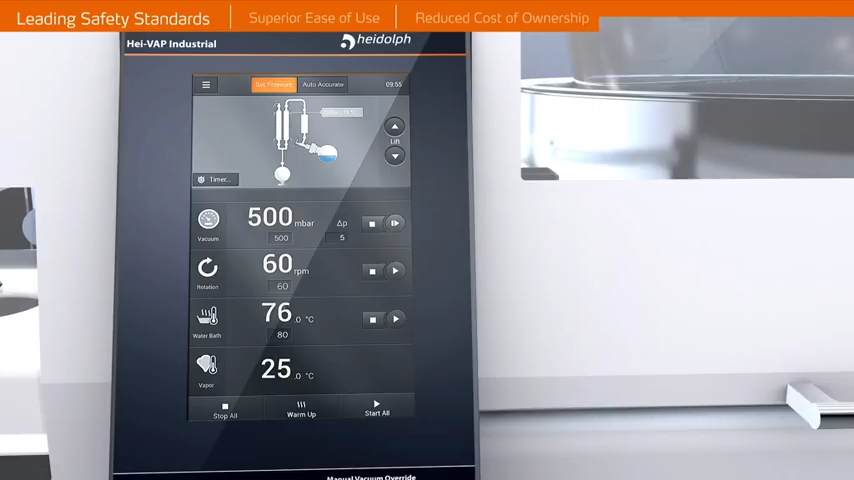 Leading Safety Standards
Superior Ease of Use
Reduced Cost of Ownership
Hei-VAP Industrial
heidolph
Set Pressure
Auto Accurate
09:55
Lift
Timer...
500 mbar
Δp
500
5
Vacuum
60 rpm
60
Rotation
76.0 °C
80
Water Bath
25.0 °C
Vapor
Stop All
Warm Up
Start All
Manual Vacuum Override